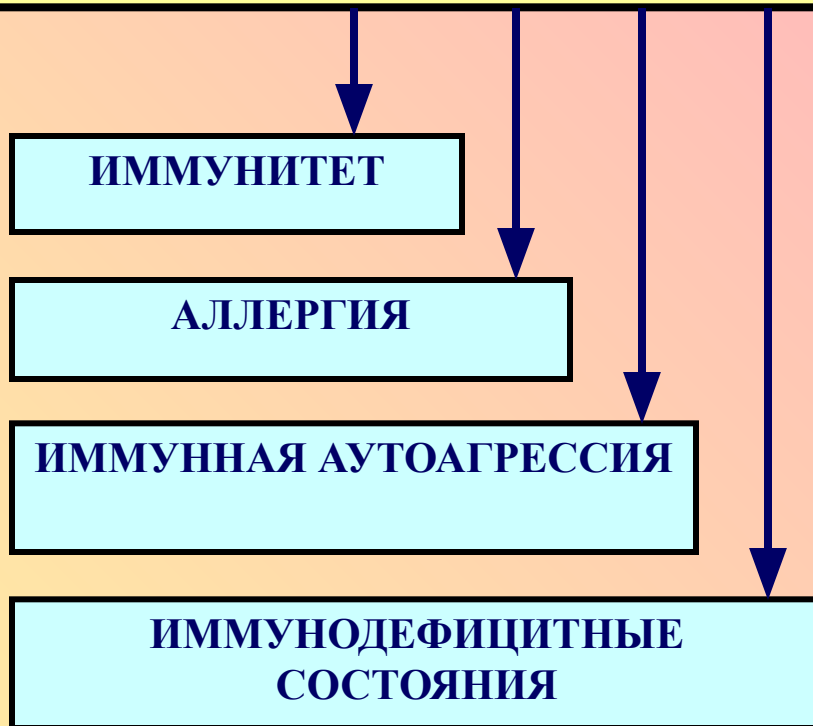 ИММУНИТЕТ
АЛЛЕРГИЯ
ИММУННАЯ АУТОАГРЕССИЯ
ИММУНОДЕФИЦИТНЫЕ
СОСТОЯНИЯ